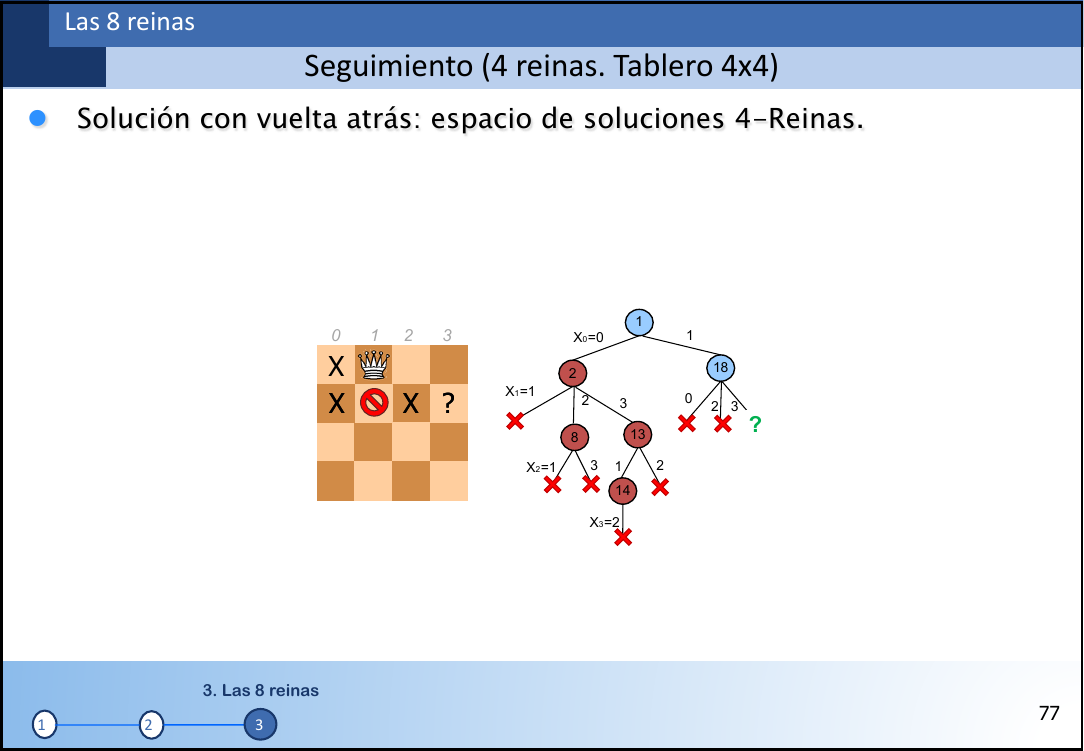 Las 8 reinas
Seguimiento (4 reinas. Tablero 4x4)
Solución con vuelta atrás: espacio de soluciones 4-Reinas.
0 1 2 3
X
X X ?
1
X₀=0 1
2 18
X₁=1 2 3 0 2 3
?
8 13
X₂=1 3 1 2
14
X₃=2
3. Las 8 reinas
1 2 3
77